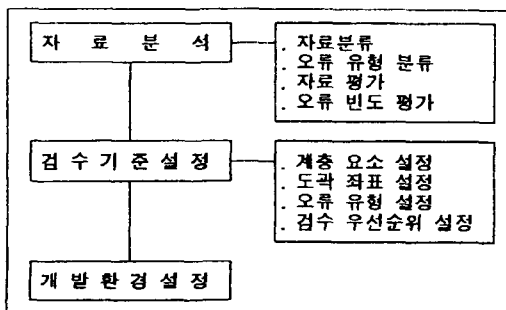 자 료 분 석
. 자료분류
. 오류 유형 분류
. 자료 평가
. 오류 빈도 평가
검 수 기 준 설 정
. 계층 요소 설정
. 도곽 좌표 설정
. 오류 유형 설정
. 검수 우선순위 설정
개 발 환 경 설 정